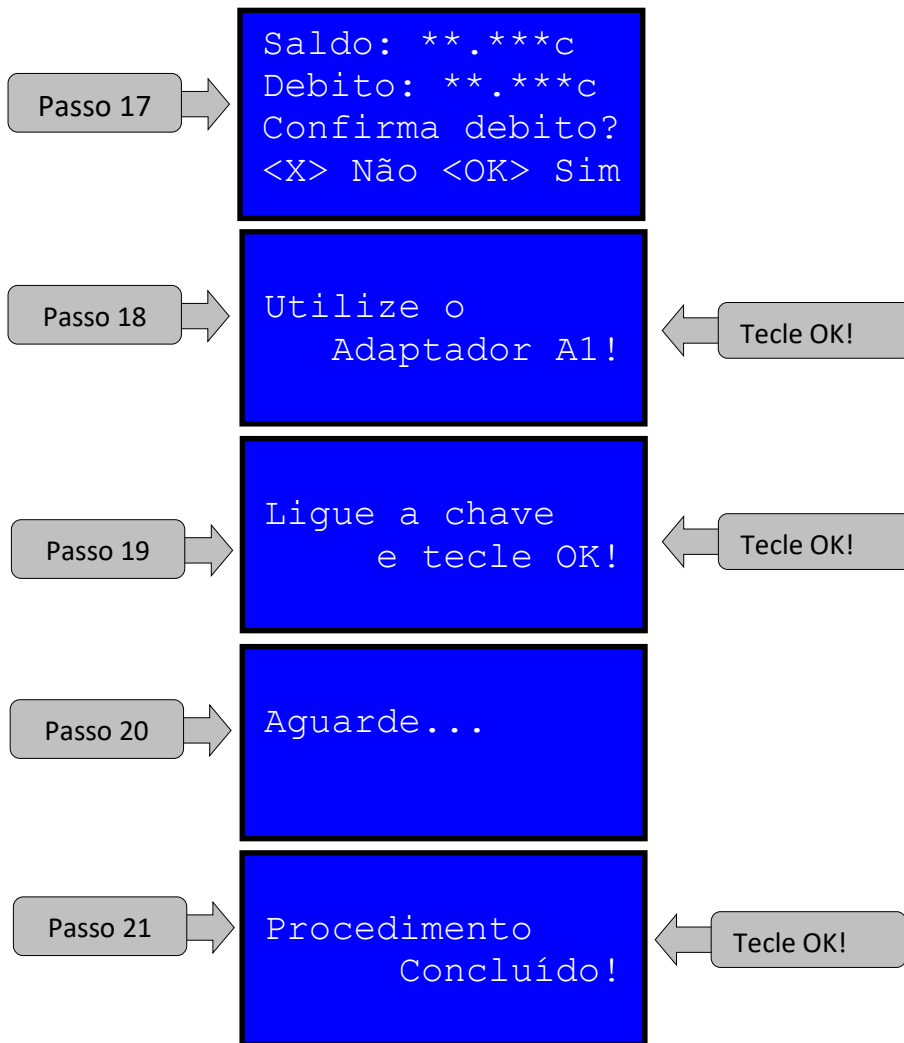 Passo 17
Saldo: **.***c
Debito: **.***c
Confirma debito?
<X> Não <OK> Sim
Passo 18
Utilize o
Adaptador A1!
Tecle OK!
Passo 19
Ligue a chave
e tecle OK!
Tecle OK!
Passo 20
Aguarde...
Passo 21
Procedimento
Concluído!
Tecle OK!